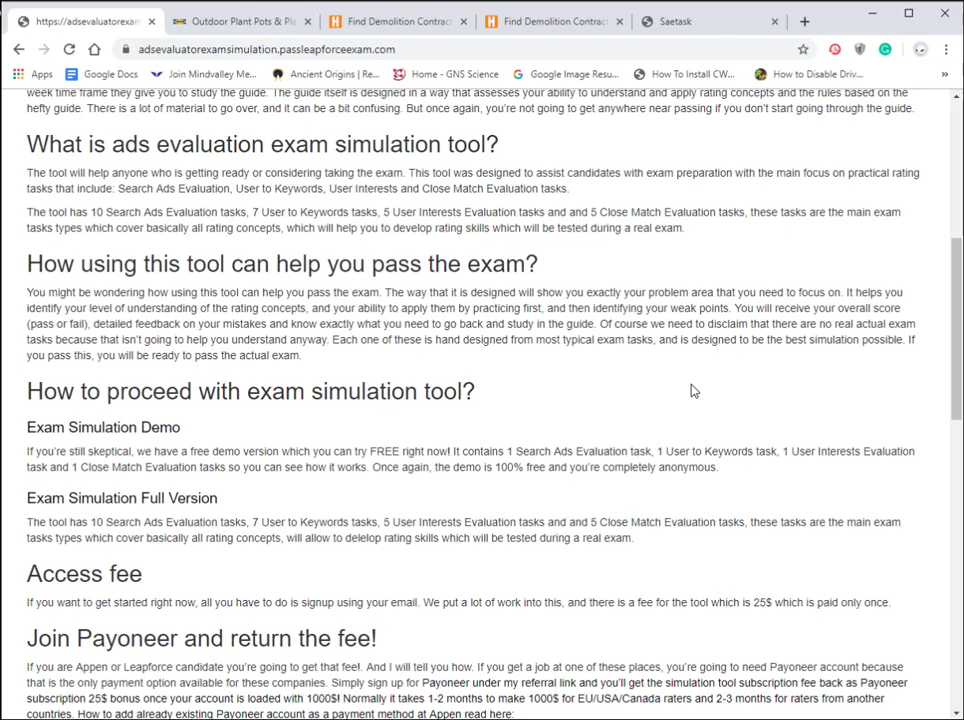 https://adsevaluatorexam
Outdoor Plant Pots & Pla
Find Demolition Contract
Find Demolition Contract
Saetask
adsevaluatorexamsimulation.passleapforceexam.com
Apps
Google Docs
Join Mindvalley Me...
Ancient Origins | Re...
Home - GNS Science
Google Image Resu...
How To Install CW...
How to Disable Driv...
»
week time frame they give you to study the guide. The guide itself is designed in a way that assesses your ability to understand and apply rating concepts and the rules based on the
hefty guide. There is a lot of material to go over, and it can be a bit confusing. But once again, you're not going to get anywhere near passing if you don't start going through the guide.
What is ads evaluation exam simulation tool?
The tool will help anyone who is getting ready or considering taking the exam. This tool was designed to assist candidates with exam preparation with the main focus on practical rating
tasks that include: Search Ads Evaluation, User to Keywords, User Interests and Close Match Evaluation tasks.
The tool has 10 Search Ads Evaluation tasks, 7 User to Keywords tasks, 5 User Interests Evaluation tasks and and 5 Close Match Evaluation tasks, these tasks are the main exam
tasks types which cover basically all rating concepts, which will help you to develop rating skills which will be tested during a real exam.
How using this tool can help you pass the exam?
You might be wondering how using this tool can help you pass the exam. The way that it is designed will show you exactly your problem area that you need to focus on. It helps you
identify your level of understanding of the rating concepts, and your ability to apply them by practicing first, and then identifying your weak points. You will receive your overall score
(pass or fail), detailed feedback on your mistakes and know exactly what you need to go back and study in the guide. Of course we need to disclaim that there are no real actual exam
tasks because that isn't going to help you understand anyway. Each one of these is hand designed from most typical exam tasks, and is designed to be the best simulation possible. If
you pass this, you will be ready to pass the actual exam.
How to proceed with exam simulation tool?
Exam Simulation Demo
If you're still skeptical, we have a free demo version which you can try FREE right now! It contains 1 Search Ads Evaluation task, 1 User to Keywords task, 1 User Interests Evaluation
task and 1 Close Match Evaluation tasks so you can see how it works. Once again, the demo is 100% free and you're completely anonymous.
Exam Simulation Full Version
The tool has 10 Search Ads Evaluation tasks, 7 User to Keywords tasks, 5 User Interests Evaluation tasks and and 5 Close Match Evaluation tasks, these tasks are the main exam
tasks types which cover basically all rating concepts, will allow to delelop rating skills which will be tested during a real exam.
Access fee
If you want to get started right now, all you have to do is signup using your email. We put a lot of work into this, and there is a fee for the tool which is 25$ which is paid only once.
Join Payoneer and return the fee!
If you are Appen or Leapforce candidate you're going to get that fee!. And I will tell you how. If you get a job at one of these places, you're going to need Payoneer account because
that is the only payment option available for these companies. Simply sign up for Payoneer under my referral link and you'll get the simulation tool subscription fee back as Payoneer
subscription 25$ bonus once your account is loaded with 1000$! Normally it takes 1-2 months to make 1000$ for EU/USA/Canada raters and 2-3 months for raters from another
countries. How to add already existing Payoneer account as a payment method at Appen read here: